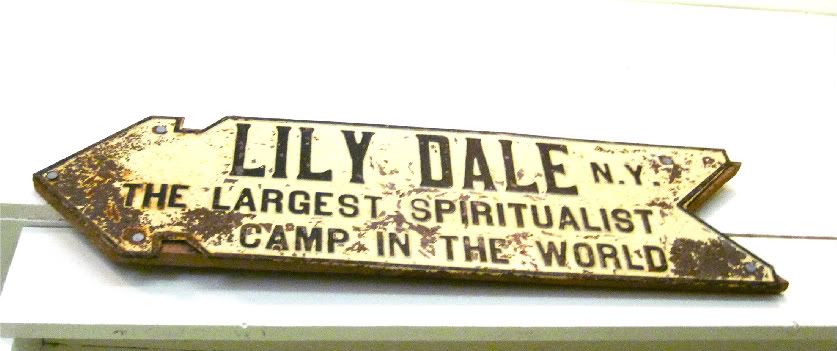 LILY DALE N.Y.
THE LARGEST SPIRITUALIST
CAMP IN THE WORLD